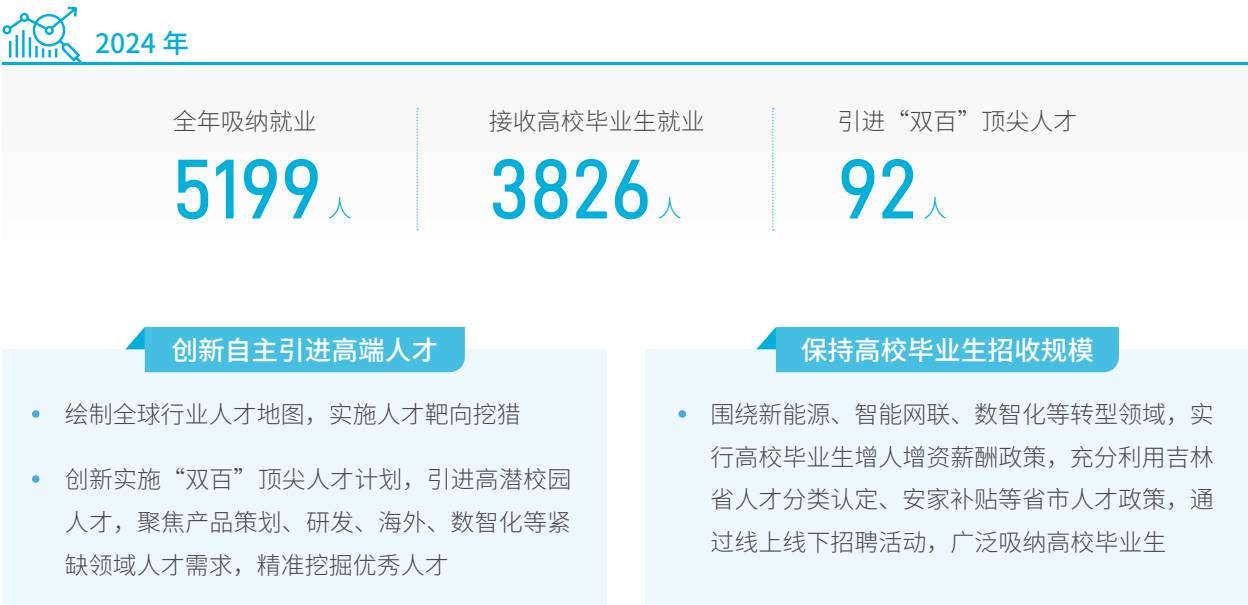 2024 年
全年吸纳就业
5199 人
接收高校毕业生就业
3826 人
引进“双百”顶尖人才
92 人
创新自主引进高端人才
• 绘制全球行业人才地图，实施人才靶向挖猎
• 创新实施“双百”顶尖人才计划，引进高潜校园
人才，聚焦产品策划、研发、海外、数智化等紧
缺领域人才需求，精准挖掘优秀人才
保持高校毕业生招收规模
• 围绕新能源、智能网联、数智化等转型领域，实
行高校毕业生增人增资薪酬政策，充分利用吉林
省人才分类认定、安家补贴等省市人才政策，通
过线上线下招聘活动，广泛吸纳高校毕业生